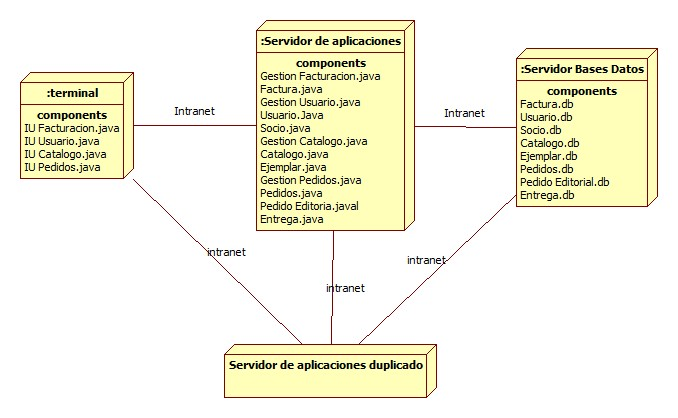 :terminal
components
IU Facturacion.java
IU Usuario.java
IU Catalogo.java
IU Pedidos.java
Intranet
:Servidor de aplicaciones
components
Gestion Facturacion.java
Factura.java
Gestion Usuario.java
Usuario.Java
Socio.java
Gestion Catalogo.java
Catalogo.java
Ejemplar.java
Gestion Pedidos.java
Pedidos.java
Pedido Editoria.javal
Entrega.java
Intranet
:Servidor Bases Datos
components
Factura.db
Usuario.db
Socio.db
Catalogo.db
Ejemplar.db
Pedidos.db
Pedido Editorial.db
Entrega.db
intranet
intranet
intranet
Servidor de aplicaciones duplicado